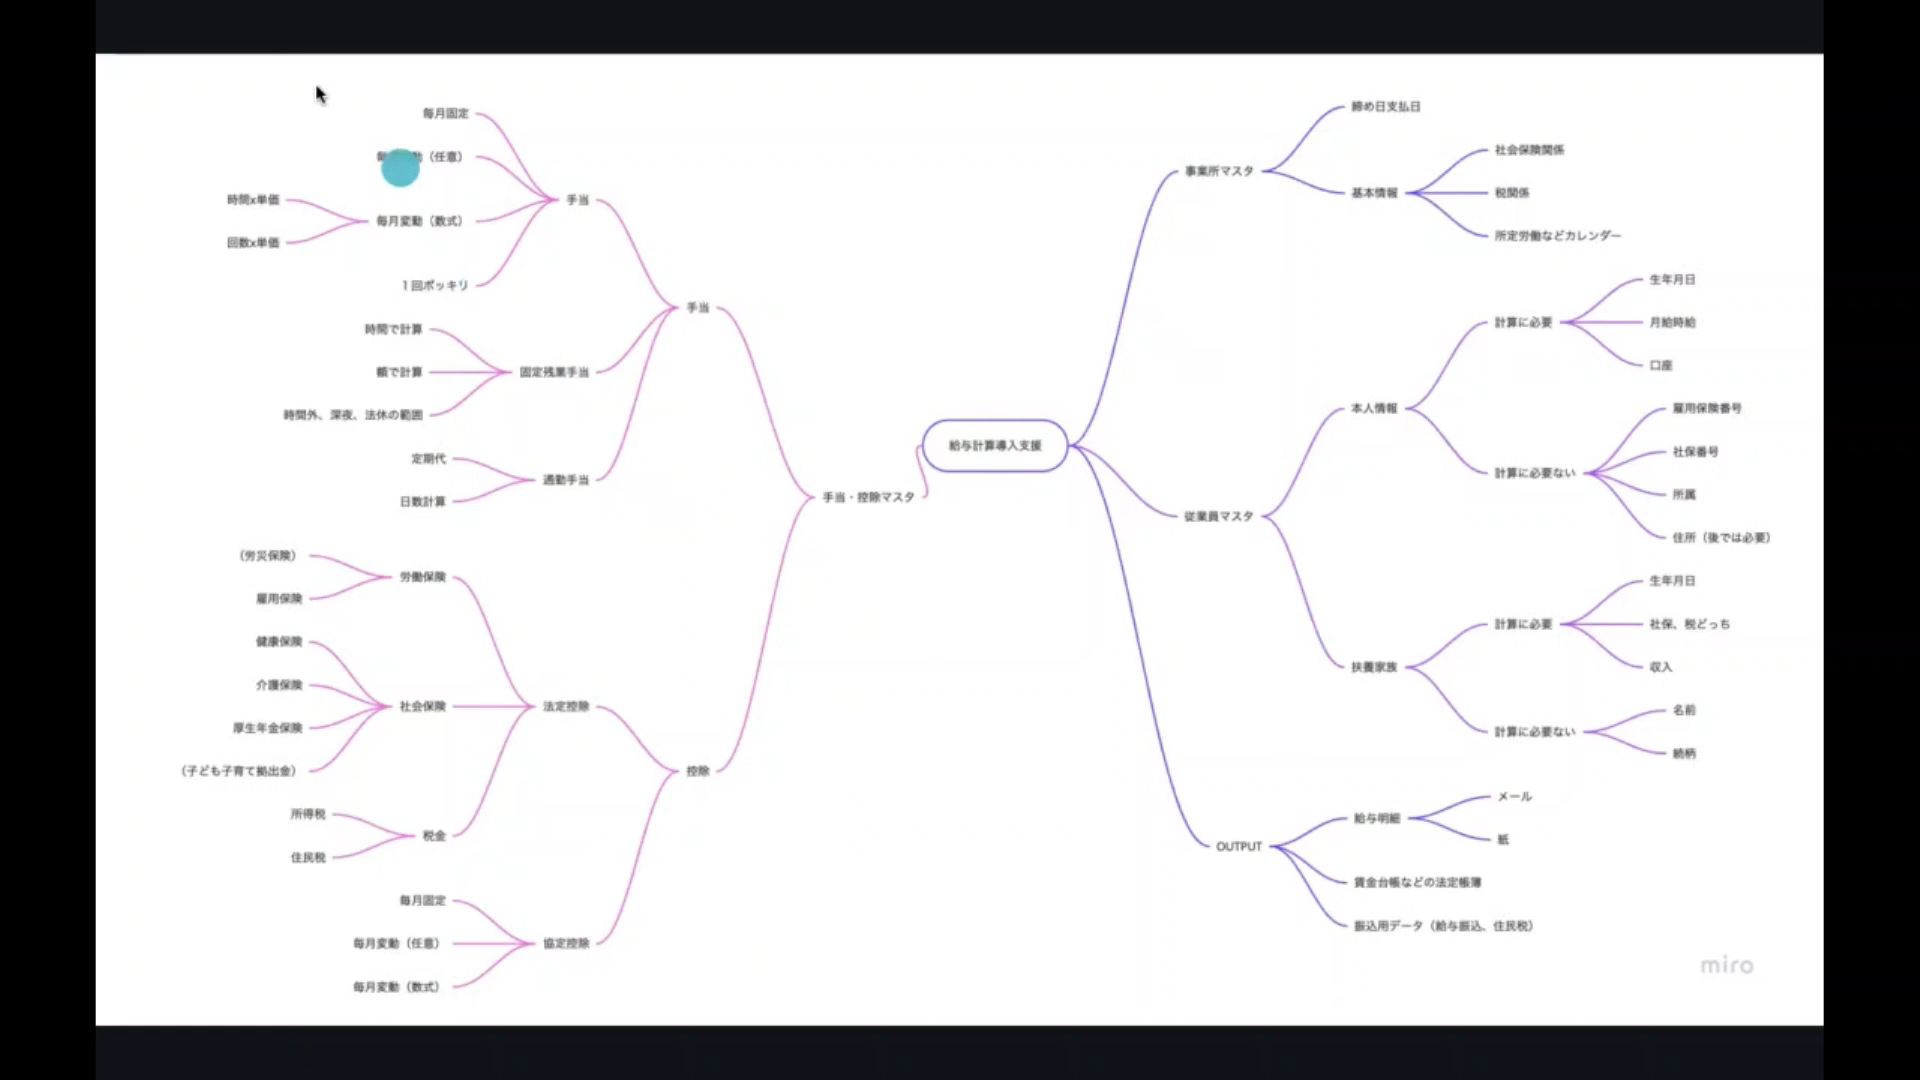 給与計算導入支援
手当・控除マスタ
手当
手当
毎月固定
（任意）
毎月変動（数式）
時間x単価
回数x単価
１回ポッキリ
固定残業手当
時間で計算
額で計算
時間外、深夜、法休の範囲
通勤手当
定期代
日数計算
控除
法定控除
労働保険
（労災保険）
雇用保険
社会保険
健康保険
介護保険
厚生年金保険
（子ども子育て拠出金）
税金
所得税
住民税
協定控除
毎月固定
毎月変動（任意）
毎月変動（数式）
事業所マスタ
締め日支払日
基本情報
社会保険関係
税関係
所定労働などカレンダー
従業員マスタ
本人情報
計算に必要
生年月日
月給時給
口座
計算に必要ない
雇用保険番号
社保番号
所属
住所（後では必要）
扶養家族
計算に必要
生年月日
社保、税どっち
収入
計算に必要ない
名前
続柄
OUTPUT
給与明細
メール
紙
賃金台帳などの法定帳簿
振込用データ（給与振込、住民税）
miro